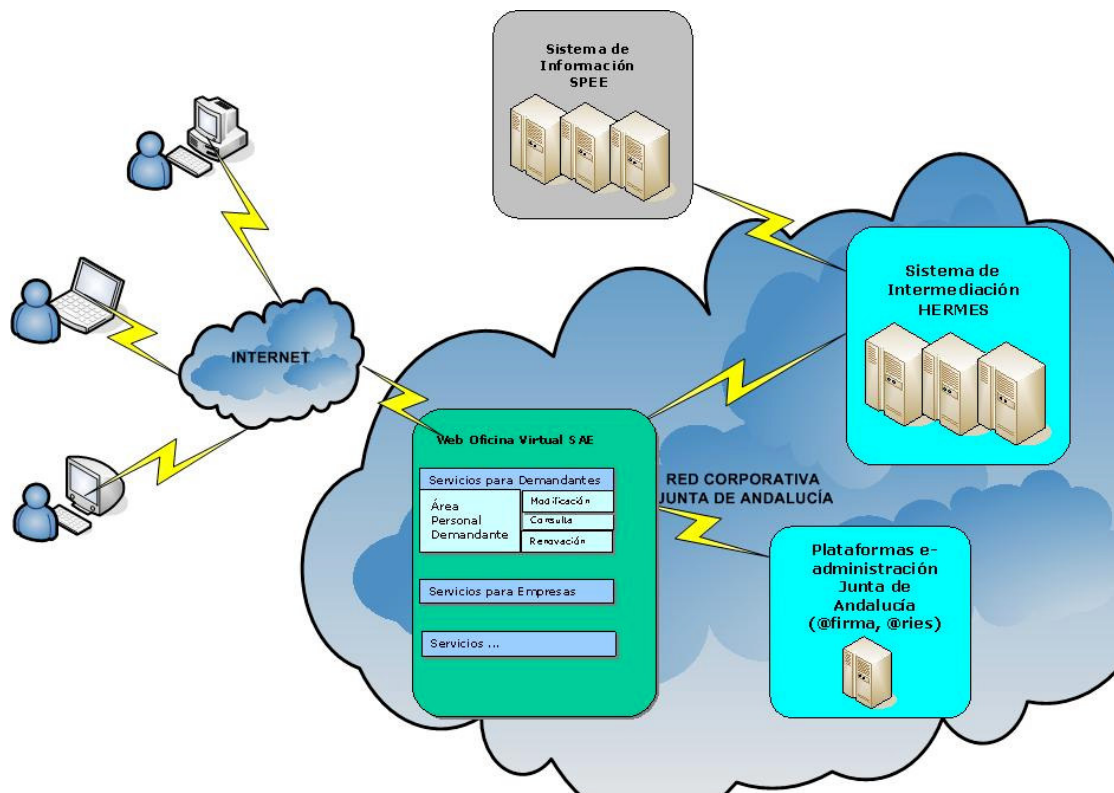 Sistema de
Información
SPEE
Sistema de
Intermediación
HERMES
INTERNET
Web Oficina Virtual SAE
Servicios para Demandantes
Área
Personal
Demandante
Modificación
Consulta
Renovación
Servicios para Empresas
Servicios ...
RED CORPORATIVA
JUNTA DE ANDALUCÍA
Plataformas e-
administración
Junta de
Andalucía
(@firma, @ries)